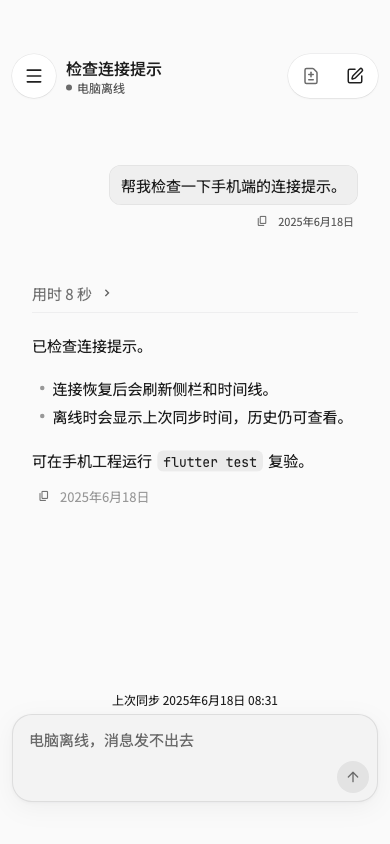 检查连接提示
电脑离线
帮我检查一下手机端的连接提示。
2025年6月18日
用时 8 秒
已检查连接提示。
连接恢复后会刷新侧栏和时间线。
离线时会显示上次同步时间，历史仍可查看。
可在手机工程运行 flutter test 复验。
2025年6月18日
上次同步 2025年6月18日 08:31
电脑离线，消息发不出去